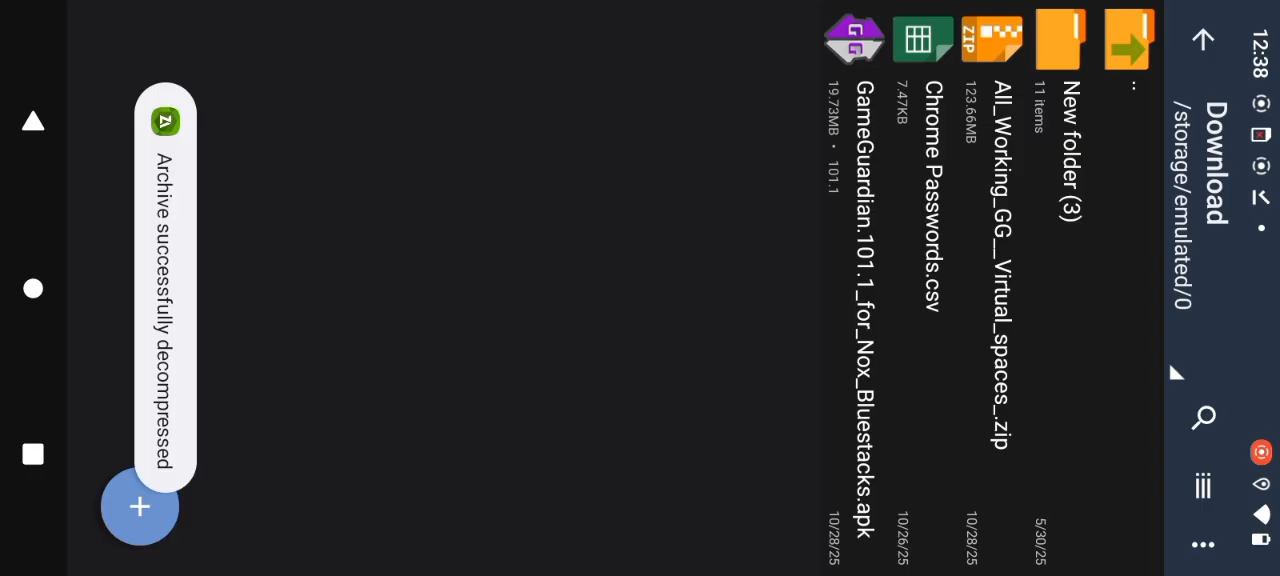 12:38
Download
/storage/emulated/0
..
New folder (3)
11 items
5/30/25
All_Working_GG__Virtual_spaces_.zip
123.66MB
10/28/25
Chrome Passwords.csv
7.47KB
10/26/25
GameGuardian.101.1_for_Nox_Bluestacks.apk
19.73MB • 101.1
10/28/25
ZIP
GG
Archive successfully decompressed